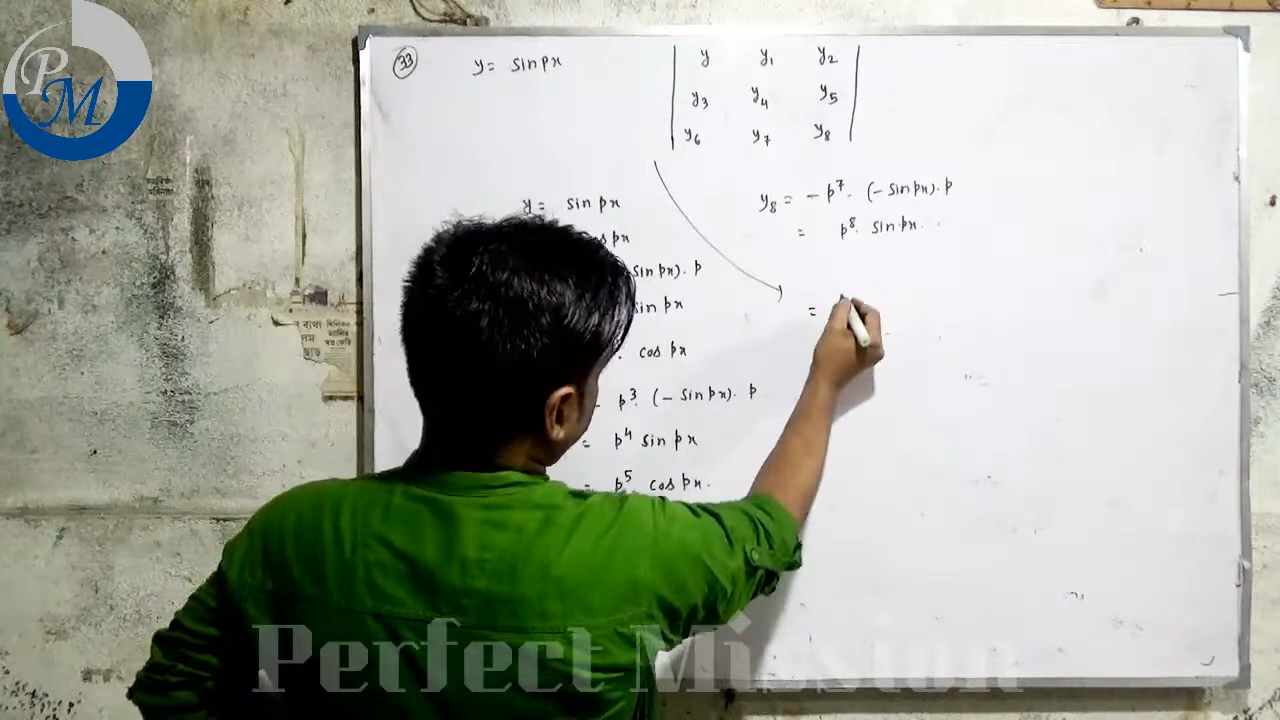 PM
33 y = sin px
y y₁ y₂
y₃ y₄ y₅
y₆ y₇ y₈
y = sin px
px
sin px). p
sin px
. cos px
- p³. (- sin px). p
= p⁴ sin px
= p⁵ cos px.
y₈ = - p⁷. (- sin px). p
= p⁸. sin px.
=
Perfect Mission